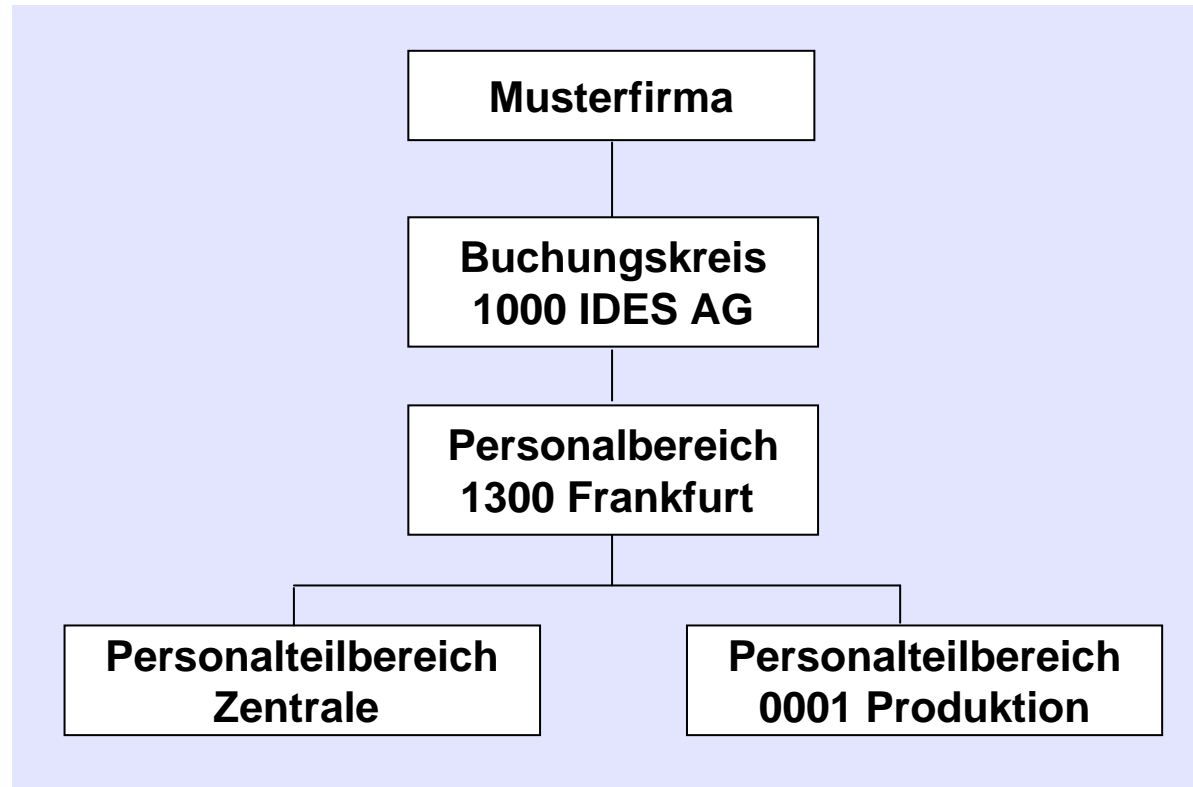 Musterfirma
Buchungskreis
1000 IDES AG
Personalbereich
1300 Frankfurt
Personalteilbereich
Zentrale
Personalteilbereich
0001 Produktion